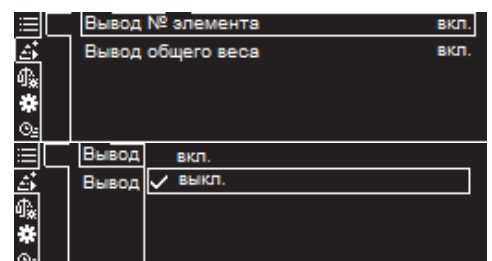 Вывод № элемента вкл.
Вывод общего веса вкл.
Вывод вкл.
Вывод ✓ выкл.